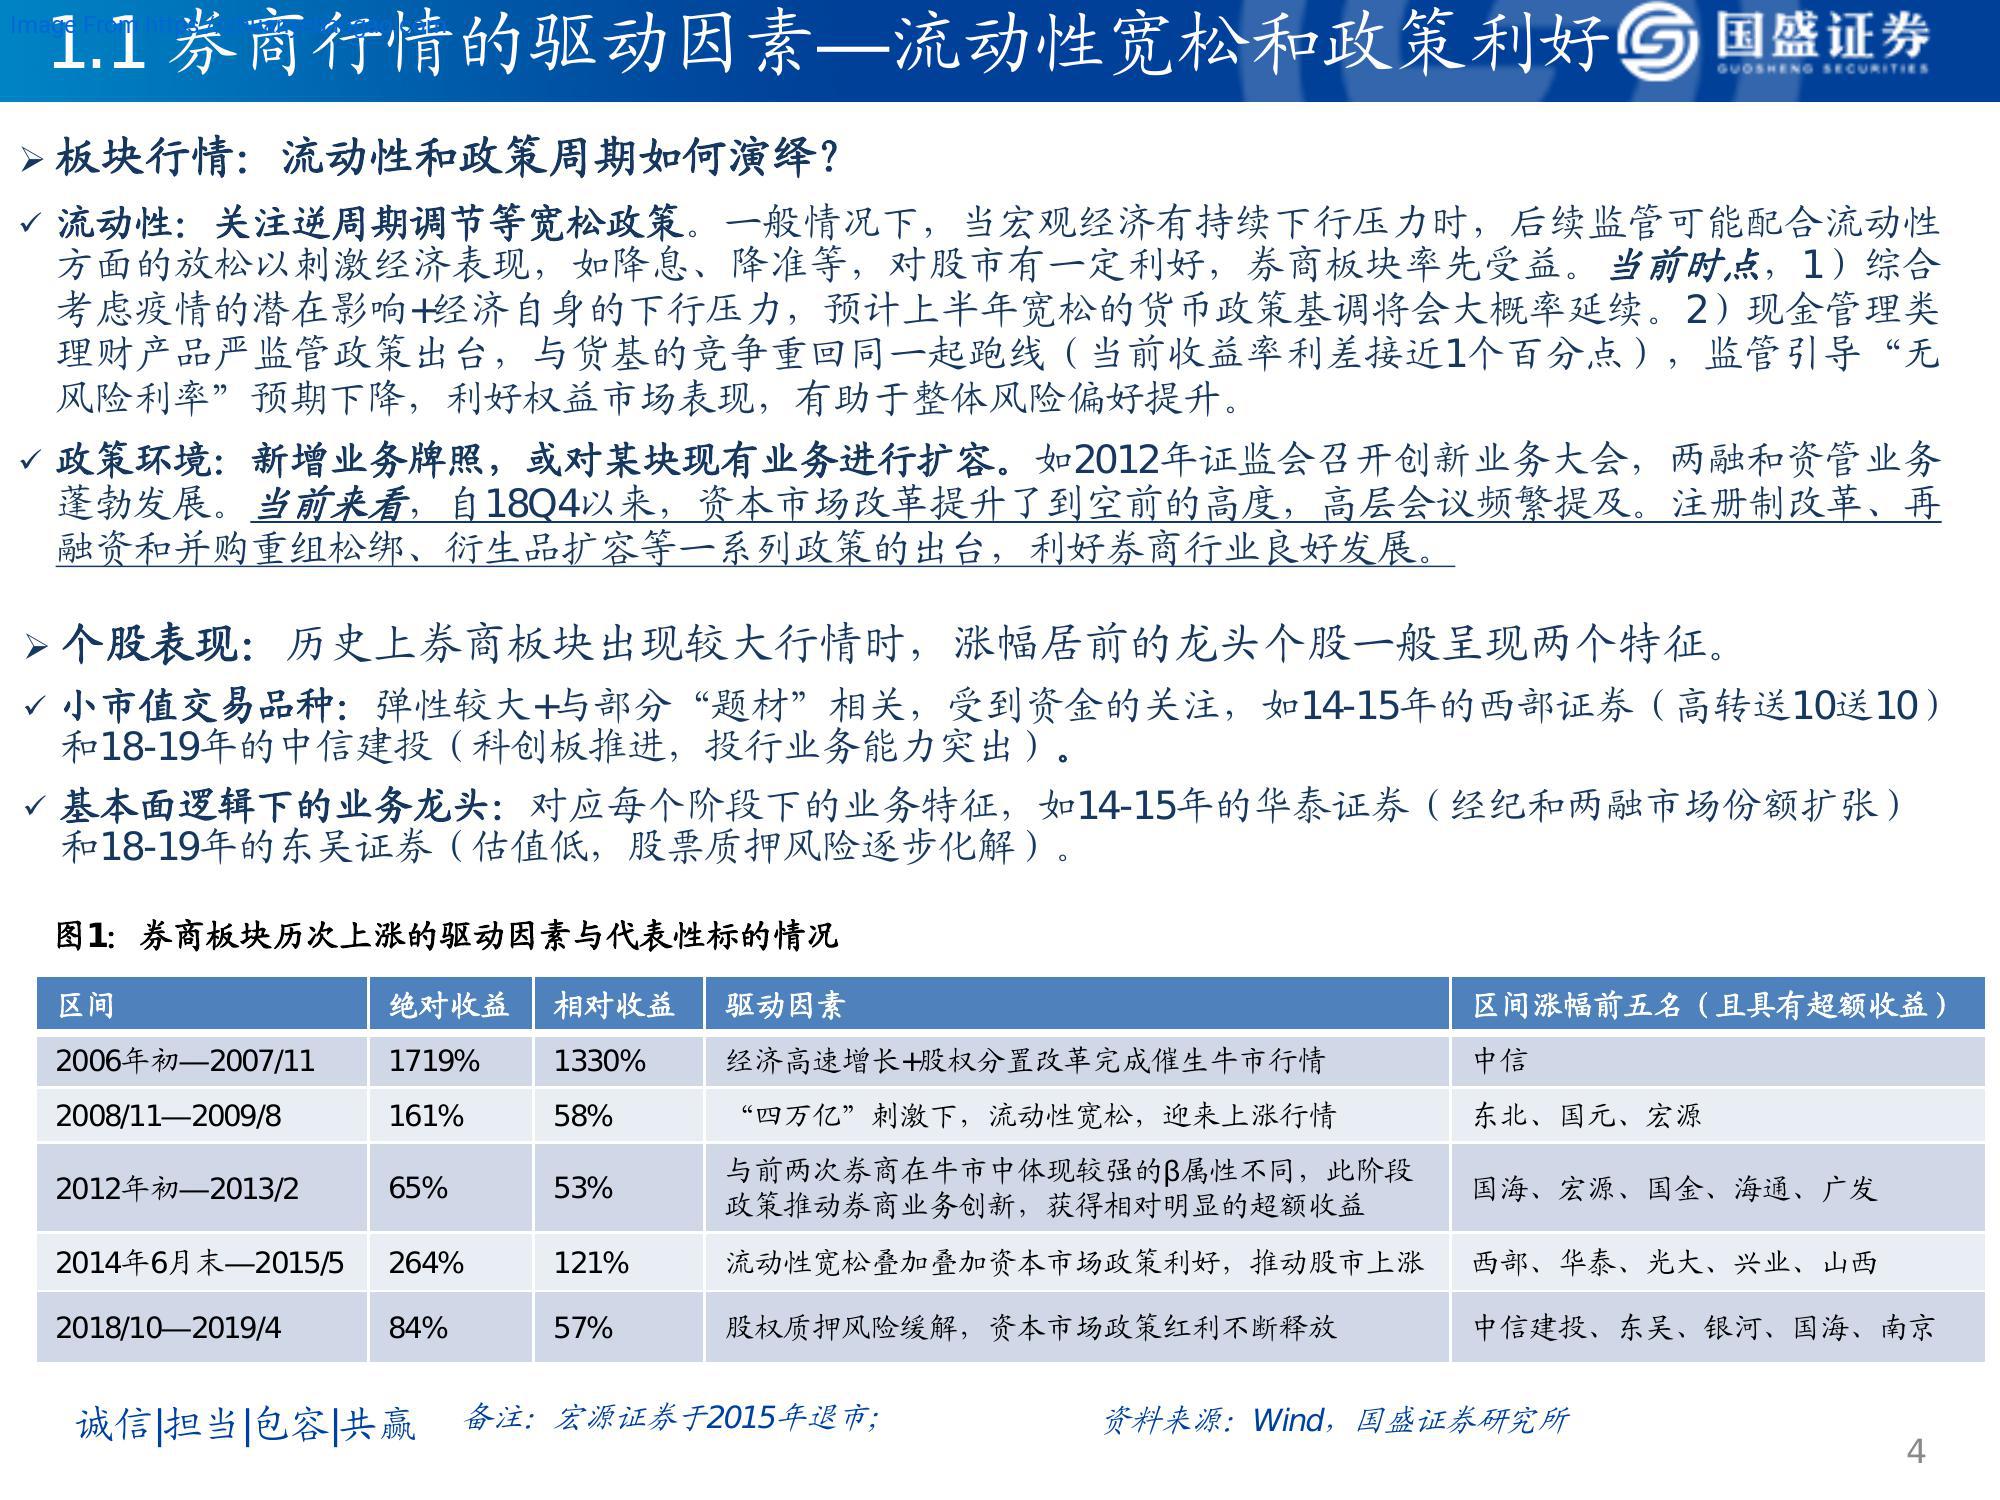 1.1 券商行情的驱动因素—流动性宽松和政策利好
国盛证券
GUOSHENG SECURITIES
➢ 板块行情：流动性和政策周期如何演绎？
✓ 流动性：关注逆周期调节等宽松政策。一般情况下，当宏观经济有持续下行压力时，后续监管可能配合流动性
方面的放松以刺激经济表现，如降息、降准等，对股市有一定利好，券商板块率先受益。当前时点，1）综合
考虑疫情的潜在影响+经济自身的下行压力，预计上半年宽松的货币政策基调将会大概率延续。2）现金管理类
理财产品严监管政策出台，与货基的竞争重回同一起跑线（当前收益率利差接近1个百分点），监管引导“无
风险利率”预期下降，利好权益市场表现，有助于整体风险偏好提升。
✓ 政策环境：新增业务牌照，或对某块现有业务进行扩容。如2012年证监会召开创新业务大会，两融和资管业务
蓬勃发展。当前来看，自18Q4以来，资本市场改革提升了到空前的高度，高层会议频繁提及。注册制改革、再
融资和并购重组松绑、衍生品扩容等一系列政策的出台，利好券商行业良好发展。
➢ 个股表现：历史上券商板块出现较大行情时，涨幅居前的龙头个股一般呈现两个特征。
✓ 小市值交易品种：弹性较大+与部分“题材”相关，受到资金的关注，如14-15年的西部证券（高转送10送10）
和18-19年的中信建投（科创板推进，投行业务能力突出）。
✓ 基本面逻辑下的业务龙头：对应每个阶段下的业务特征，如14-15年的华泰证券（经纪和两融市场份额扩张）
和18-19年的东吴证券（估值低，股票质押风险逐步化解）。
图1：券商板块历次上涨的驱动因素与代表性标的情况
区间 绝对收益 相对收益 驱动因素 区间涨幅前五名（且具有超额收益）
2006年初—2007/11 1719% 1330% 经济高速增长+股权分置改革完成催生牛市行情 中信
2008/11—2009/8 161% 58% “四万亿”刺激下，流动性宽松，迎来上涨行情 东北、国元、宏源
2012年初—2013/2 65% 53% 与前两次券商在牛市中体现较强的β属性不同，此阶段 国海、宏源、国金、海通、广发
政策推动券商业务创新，获得相对明显的超额收益
2014年6月末—2015/5 264% 121% 流动性宽松叠加叠加资本市场政策利好，推动股市上涨 西部、华泰、光大、兴业、山西
2018/10—2019/4 84% 57% 股权质押风险缓解，资本市场政策红利不断释放 中信建投、东吴、银河、国海、南京
诚信|担当|包容|共赢 备注：宏源证券于2015年退市； 资料来源：Wind，国盛证券研究所
4